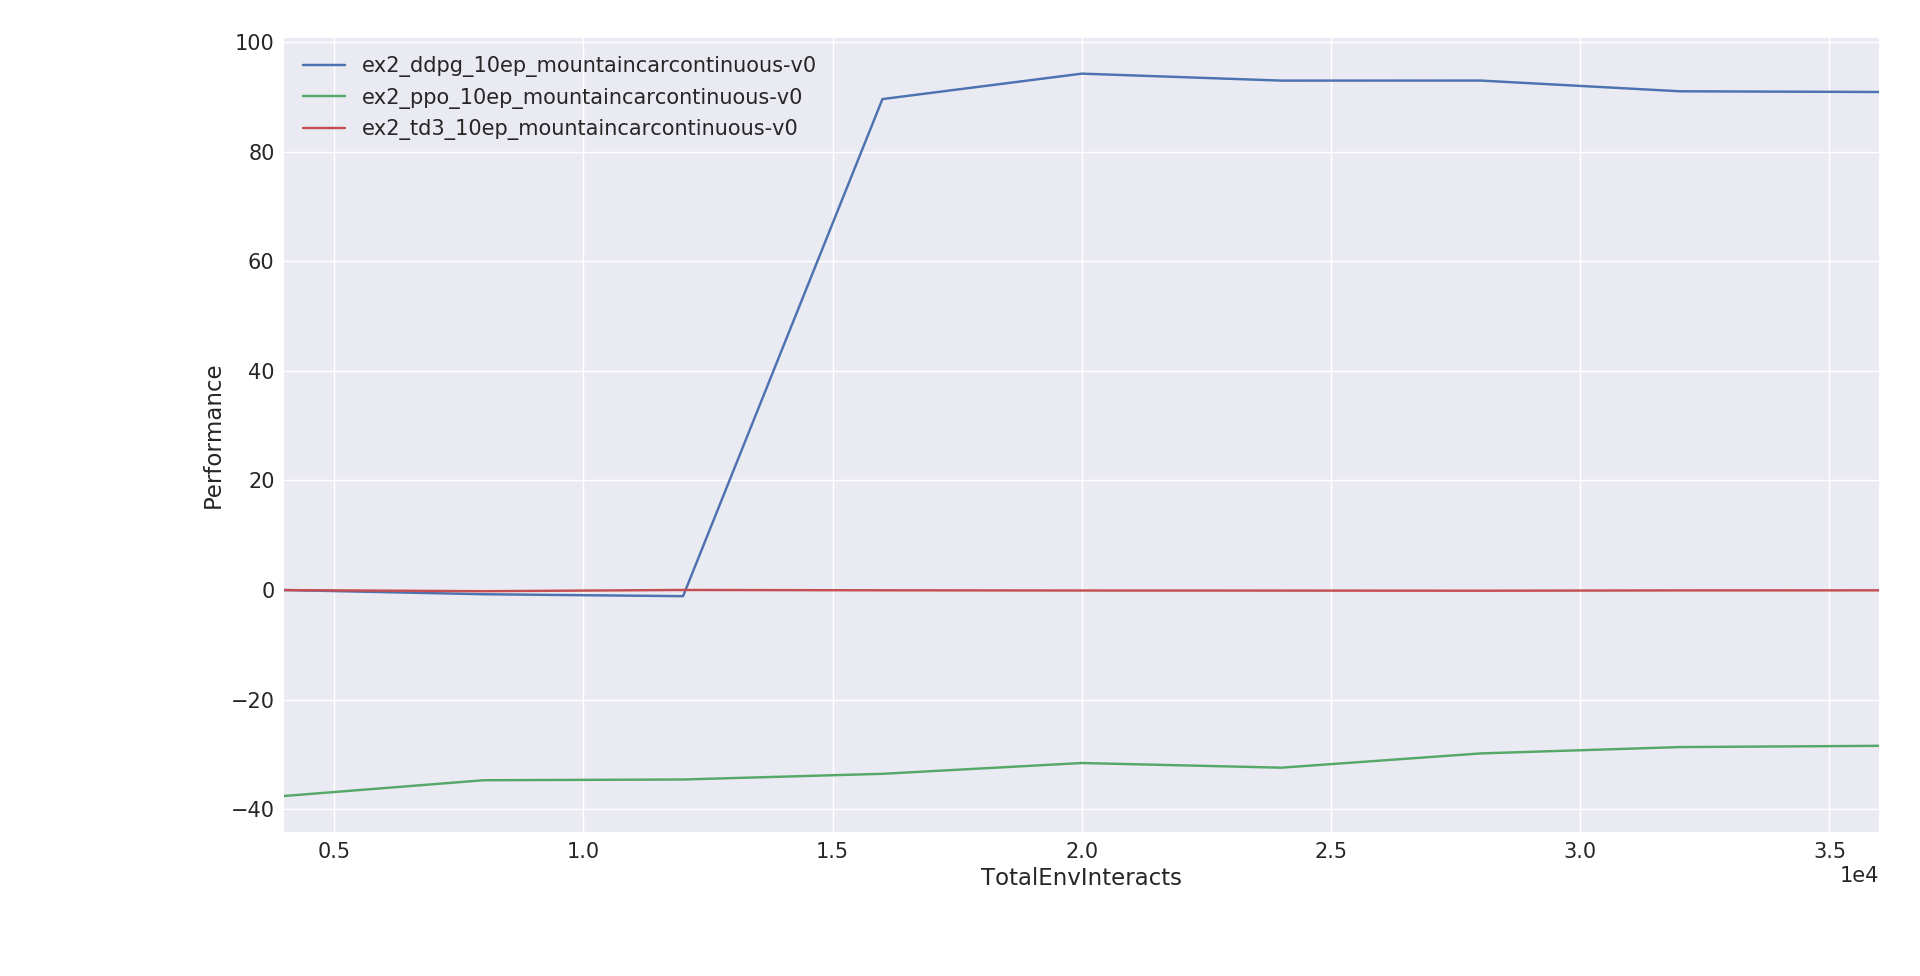 100
80
60
40
20
0
−20
−40
Performance
ex2_ddpg_10ep_mountaincarcontinuous-v0
ex2_ppo_10ep_mountaincarcontinuous-v0
ex2_td3_10ep_mountaincarcontinuous-v0
0.5 1.0 1.5 2.0 2.5 3.0 3.5
1e4
TotalEnvInteracts